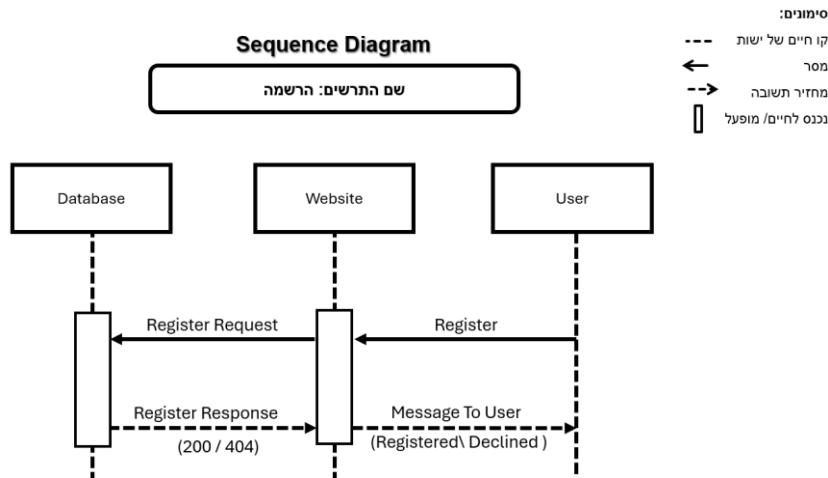 סימונים:
קו חיים של ישות
מסר
מחזיר תשובה
נכנס לחיים/ מופעל
Sequence Diagram
שם התרשים: הרשמה
Database
Website
User
Register Request
Register
Register Response
(200 / 404)
Message To User
(Registered\ Declined )